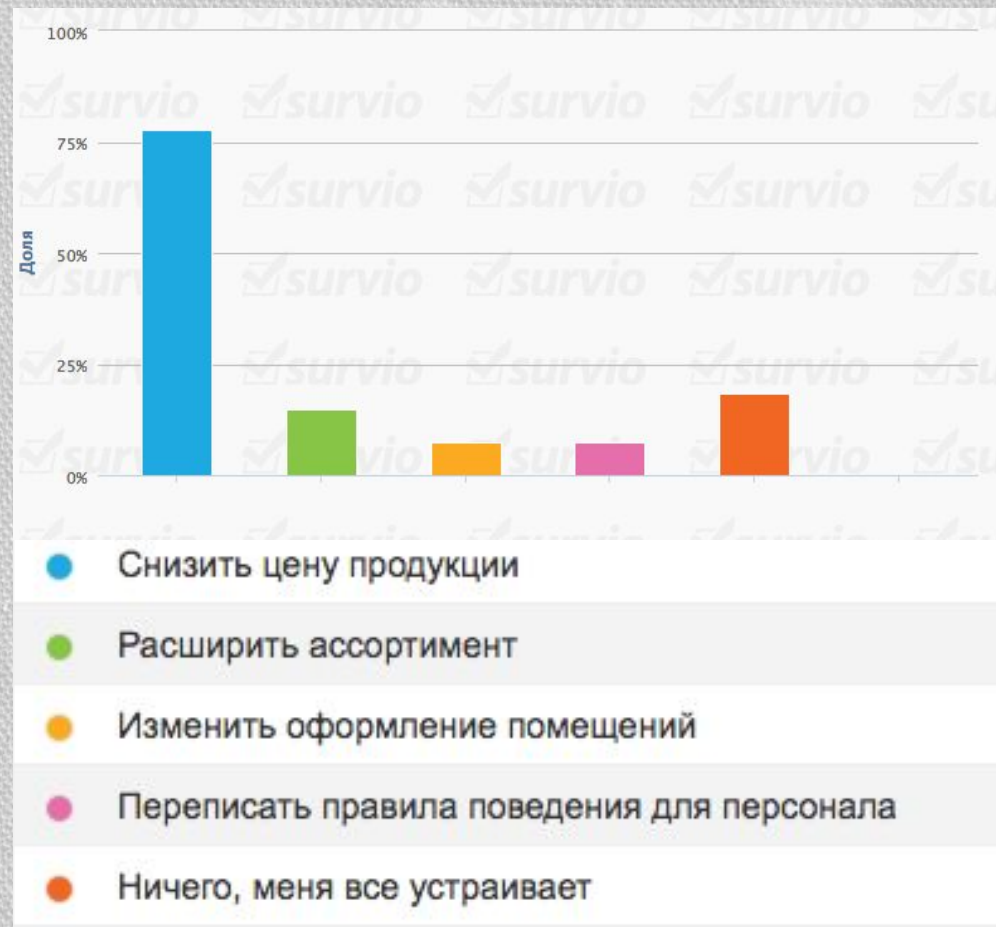 100%
75%
50%
25%
0%
Доля
survio
Снизить цену продукции
Расширить ассортимент
Изменить оформление помещений
Переписать правила поведения для персонала
Ничего, меня все устраивает